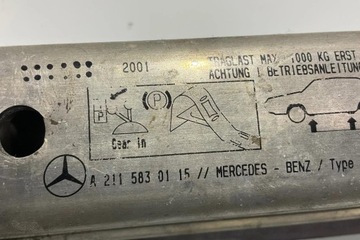 2001
TRAGLAST MAX 1000 KG ERST
ACHTUNG ! BETRIEBSANLEITUNG
P (P)
Gear in
A 211 583 01 15 // MERCEDES - BENZ / Type